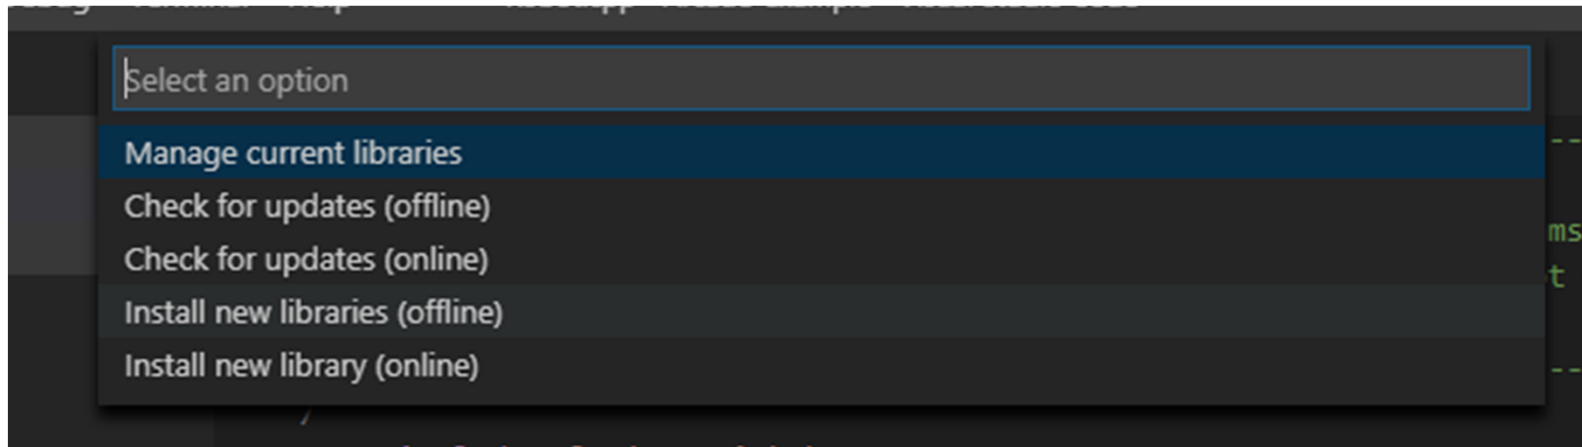 Select an option
Manage current libraries
Check for updates (offline)
--
Check for updates (online)
ms
t
Install new libraries (offline)
Install new library (online)
--